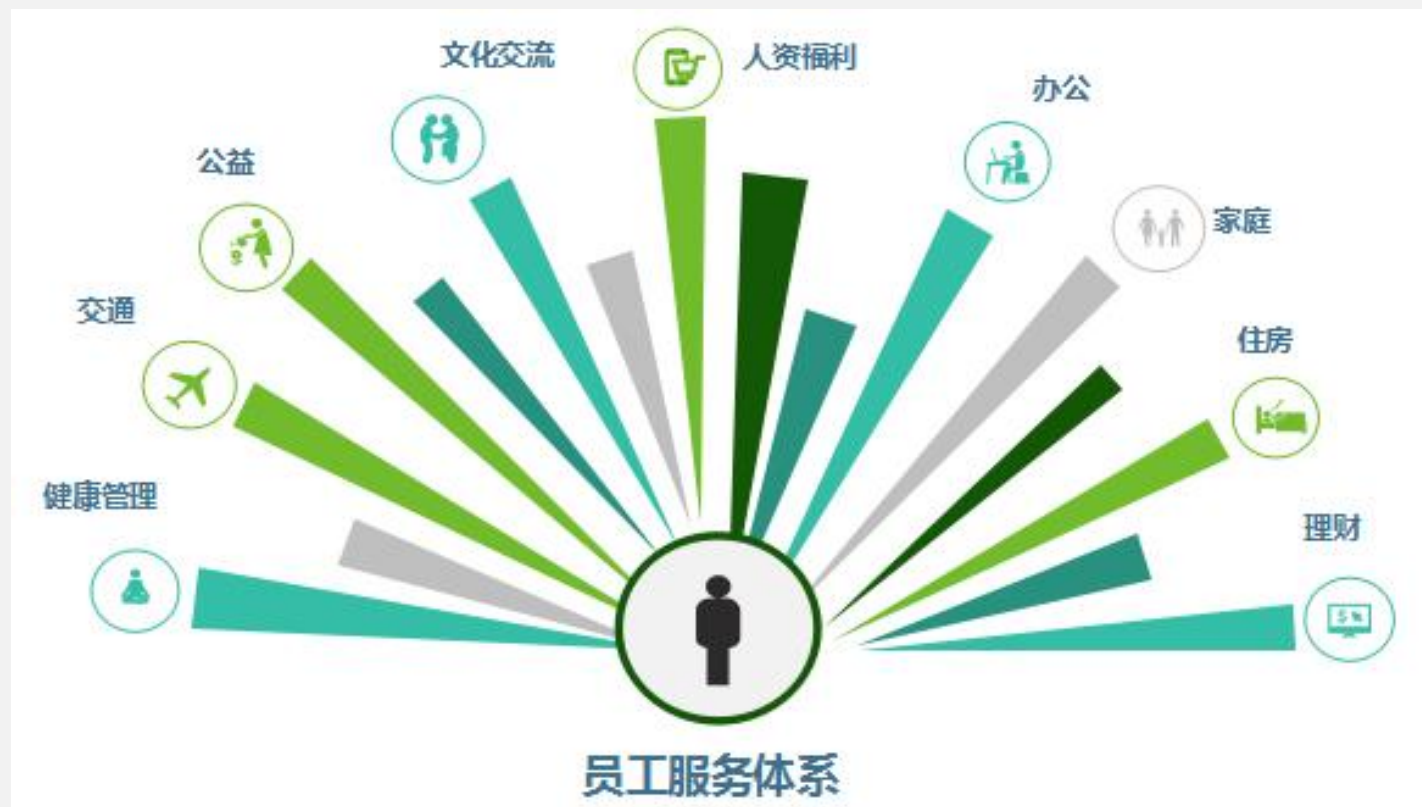 文化交流
人资福利
办公
公益
家庭
交通
住房
健康管理
理财
$ %
员工服务体系